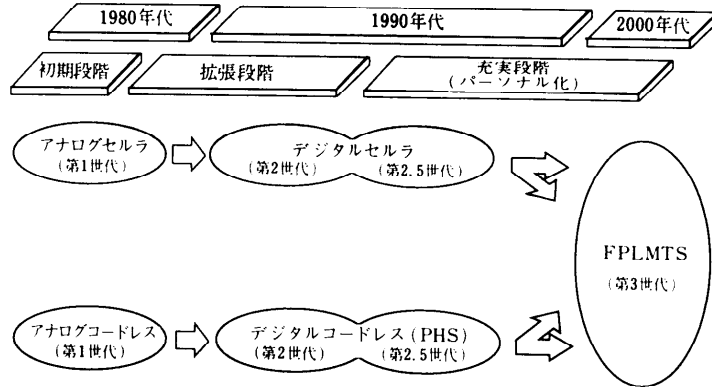 1980年代
1990年代
2000年代
初期段階
拡張段階
充実段階
(パーソナル化)
アナログセルラ
(第1世代)
デジタルセルラ
(第2世代)
(第2.5世代)
FPLMTS
(第3世代)
アナログコードレス
(第1世代)
デジタルコードレス(PHS)
(第2世代)
(第2.5世代)